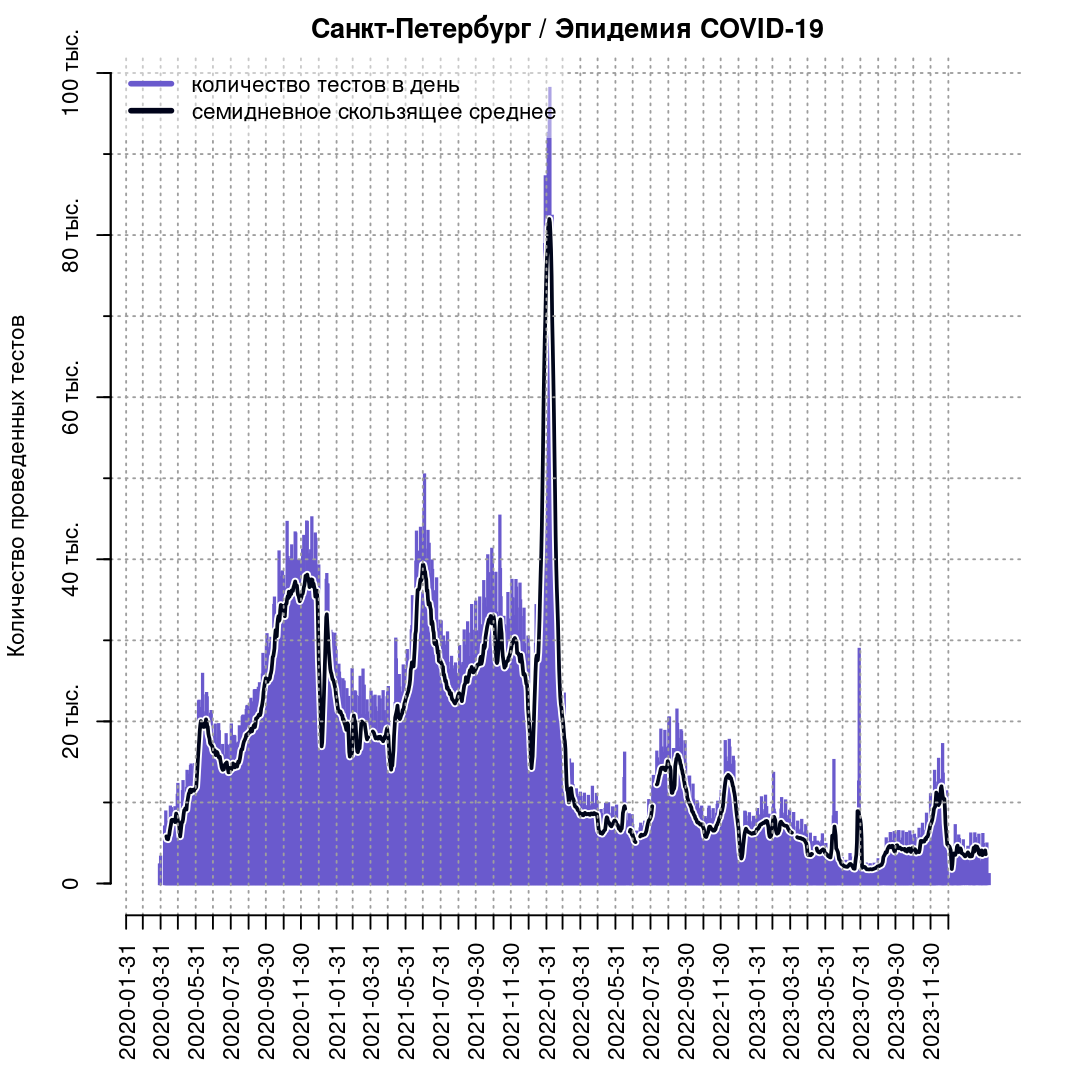 Санкт-Петербург / Эпидемия COVID-19
количество тестов в день
семидневное скользящее среднее
Количество проведенных тестов
100 тыс.
80 тыс.
60 тыс.
40 тыс.
20 тыс.
0
2020-01-31
2020-03-31
2020-05-31
2020-07-31
2020-09-30
2020-11-30
2021-01-31
2021-03-31
2021-05-31
2021-07-31
2021-09-30
2021-11-30
2022-01-31
2022-03-31
2022-05-31
2022-07-31
2022-09-30
2022-11-30
2023-01-31
2023-03-31
2023-05-31
2023-07-31
2023-09-30
2023-11-30